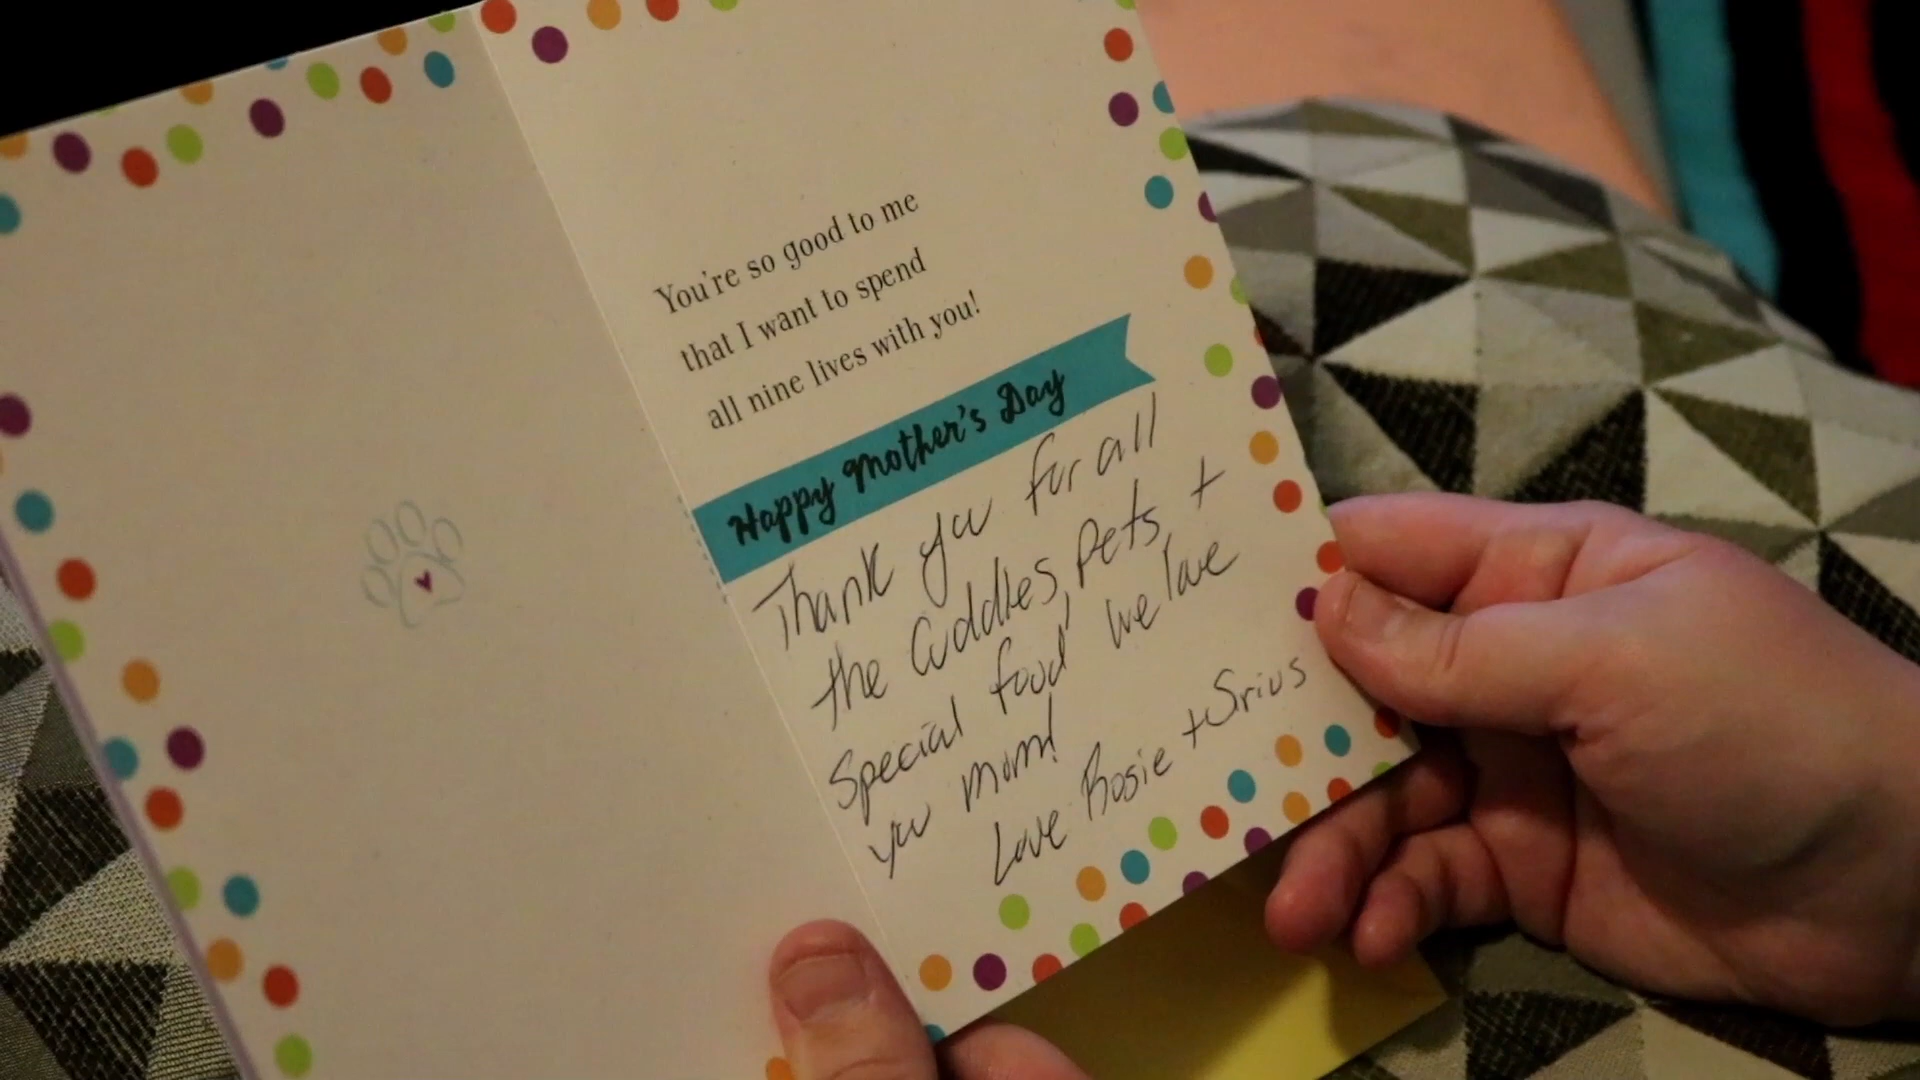 You're so good to me
that I want to spend
all nine lives with you!
Happy Mother's Day
Thank you for all
the Cuddles, pets, +
Special food we love
you mom!
Love Rosie + Srius